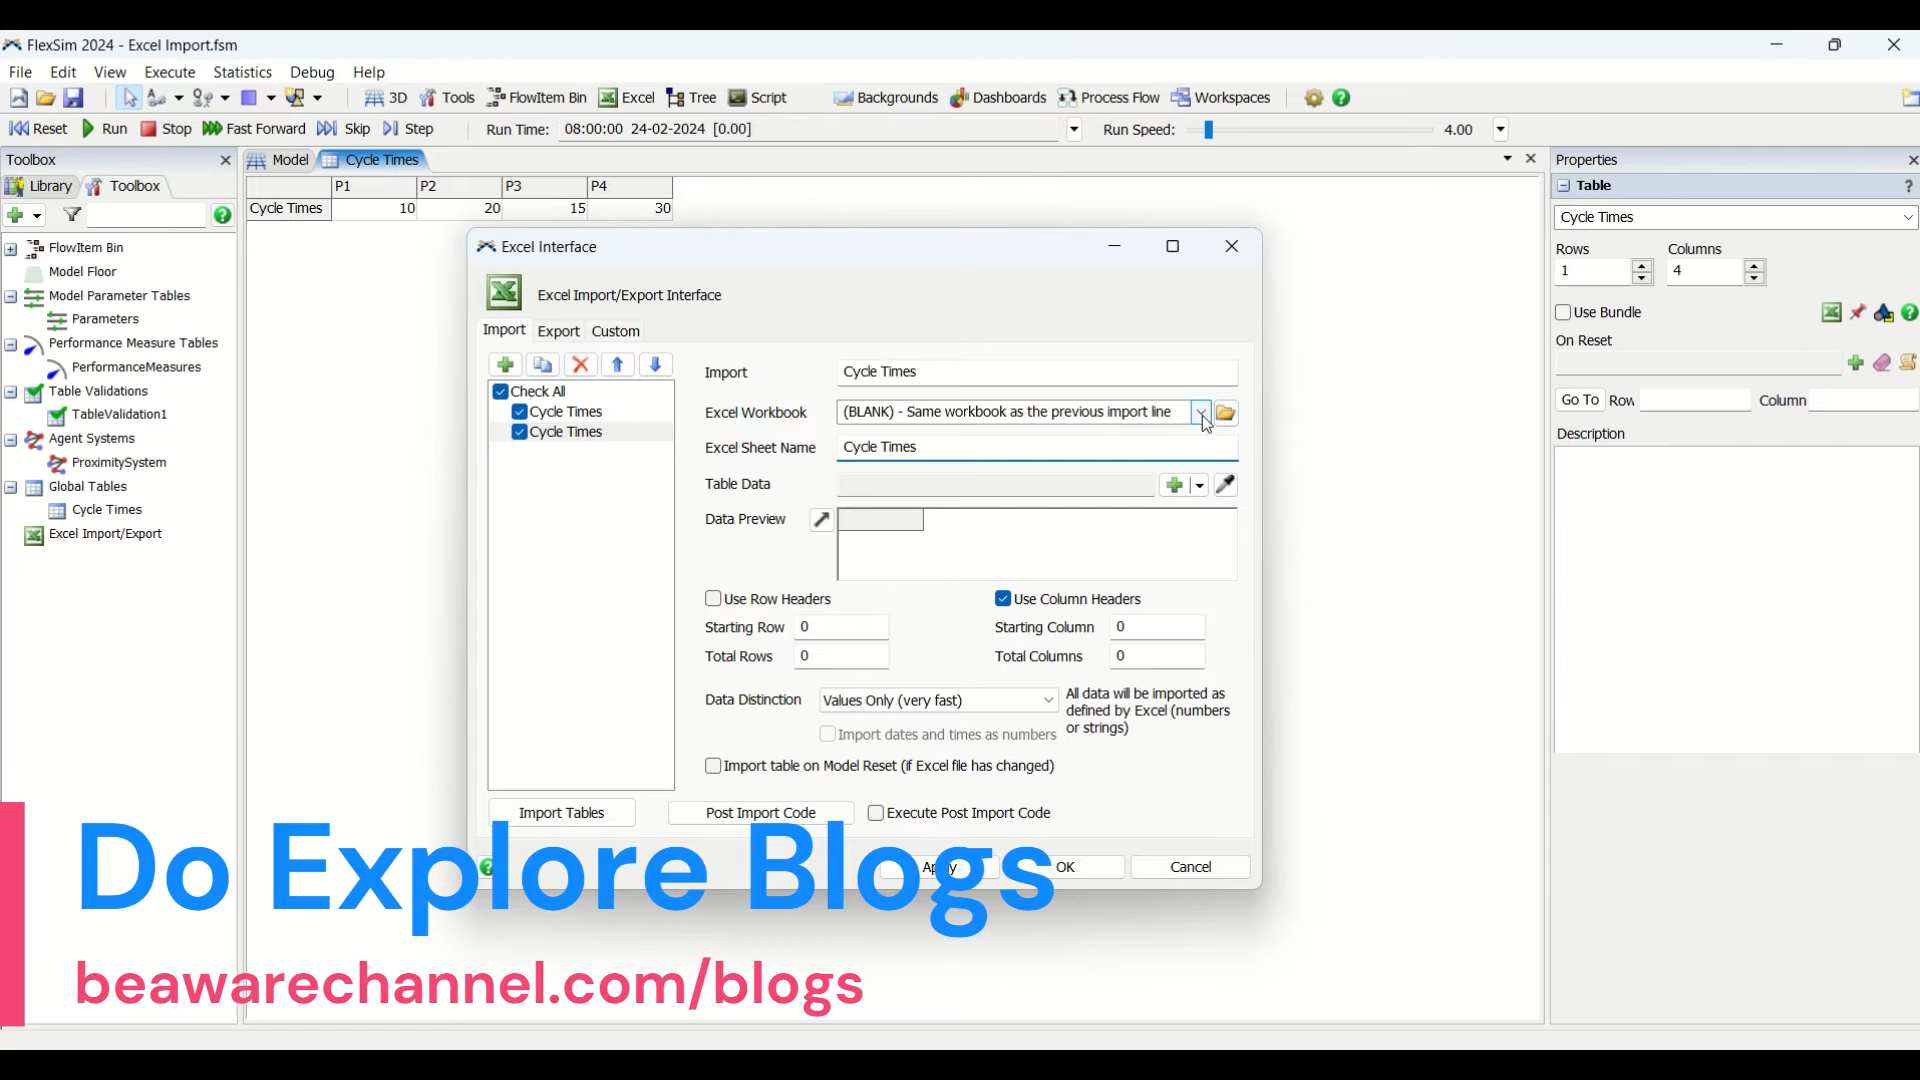 FlexSim 2024 - Excel Import.fsm
File Edit View Execute Statistics Debug Help
3D Tools FlowItem Bin Excel Tree Script Backgrounds Dashboards Process Flow Workspaces
Reset Run Stop Fast Forward Skip Step Run Time: 08:00:00 24-02-2024 [0.00] Run Speed: 4.00
Toolbox
Library Toolbox
FlowItem Bin
Model Floor
Model Parameter Tables
Parameters
Performance Measure Tables
PerformanceMeasures
Table Validations
TableValidation1
Agent Systems
ProximitySystem
Global Tables
Cycle Times
Excel Import/Export
Model Cycle Times
P1 P2 P3 P4
Cycle Times 10 20 15 30
Excel Interface
Excel Import/Export Interface
Import Export Custom
Check All
Cycle Times
Cycle Times
Import Cycle Times
Excel Workbook (BLANK) - Same workbook as the previous import line
Excel Sheet Name Cycle Times
Table Data
Data Preview
Use Row Headers Use Column Headers
Starting Row 0 Starting Column 0
Total Rows 0 Total Columns 0
Data Distinction Values Only (very fast)
All data will be imported as
defined by Excel (numbers
or strings)
Import dates and times as numbers
Import table on Model Reset (if Excel file has changed)
Import Tables Post Import Code Execute Post Import Code
Apply OK Cancel
Properties
Table
Cycle Times
Rows Columns
1 4
Use Bundle
On Reset
Go To Row Column
Description
Do Explore Blogs
beawarechannel.com/blogs